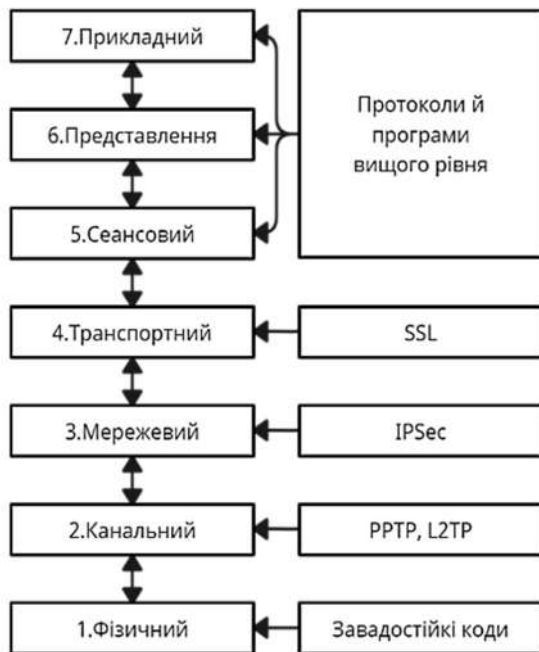 7.Прикладний
Протоколи й
програми
вищого рівня
6.Представлення
5.Сеансовий
4.Транспортний
SSL
3.Мережевий
IPSec
2.Канальний
PPTP, L2TP
1.Фізичний
Завадостійкі коди